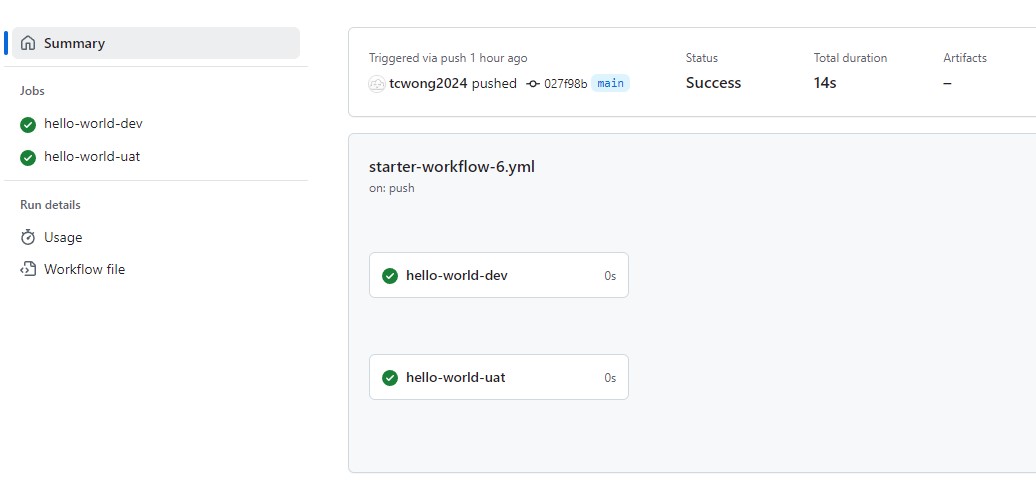 Summary
Jobs
hello-world-dev
hello-world-uat
Run details
Usage
Workflow file
Triggered via push 1 hour ago
tcwong2024 pushed 027f98b main
Status
Success
Total duration
14s
Artifacts
–
starter-workflow-6.yml
on: push
hello-world-dev 0s
hello-world-uat 0s